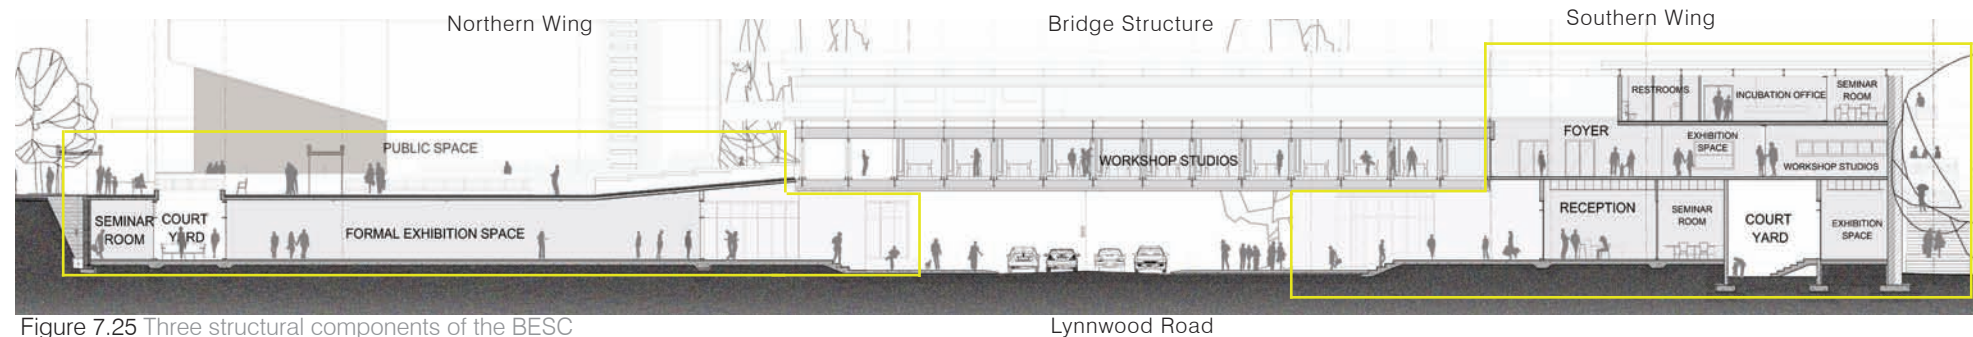 Northern Wing
Bridge Structure
Southern Wing
RESTROOMS
INCUBATION OFFICE
SEMINAR
ROOM
PUBLIC SPACE
WORKSHOP STUDIOS
FOYER
EXHIBITION
SPACE
WORKSHOP STUDIOS
SEMINAR
ROOM
COURT
YARD
FORMAL EXHIBITION SPACE
RECEPTION
SEMINAR
ROOM
COURT
YARD
EXHIBITION
SPACE
Figure 7.25 Three structural components of the BESC
Lynnwood Road